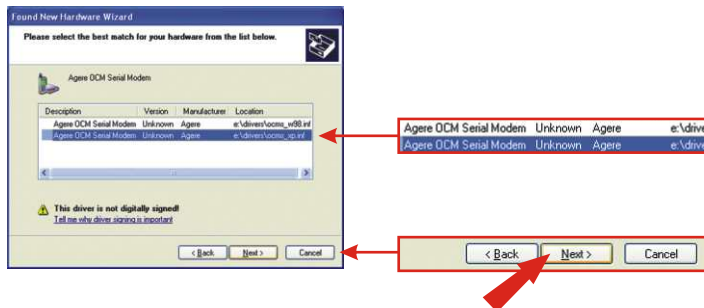 Found New Hardware Wizard
Please select the best match for your hardware from the list below.
Agere OCM Serial Modem
Description Version Manufacturer Location
Agere OCM Serial Modem Unknown Agere e:\drivers\ocms_w98.inf
Agere OCM Serial Modem Unknown Agere e:\drivers\ocms_xp.inf
This driver is not digitally signed!
Tell me why driver signing is important
< Back Next > Cancel
Agere OCM Serial Modem Unknown Agere e:\drive
Agere OCM Serial Modem Unknown Agere e:\drive
< Back Next > Cancel